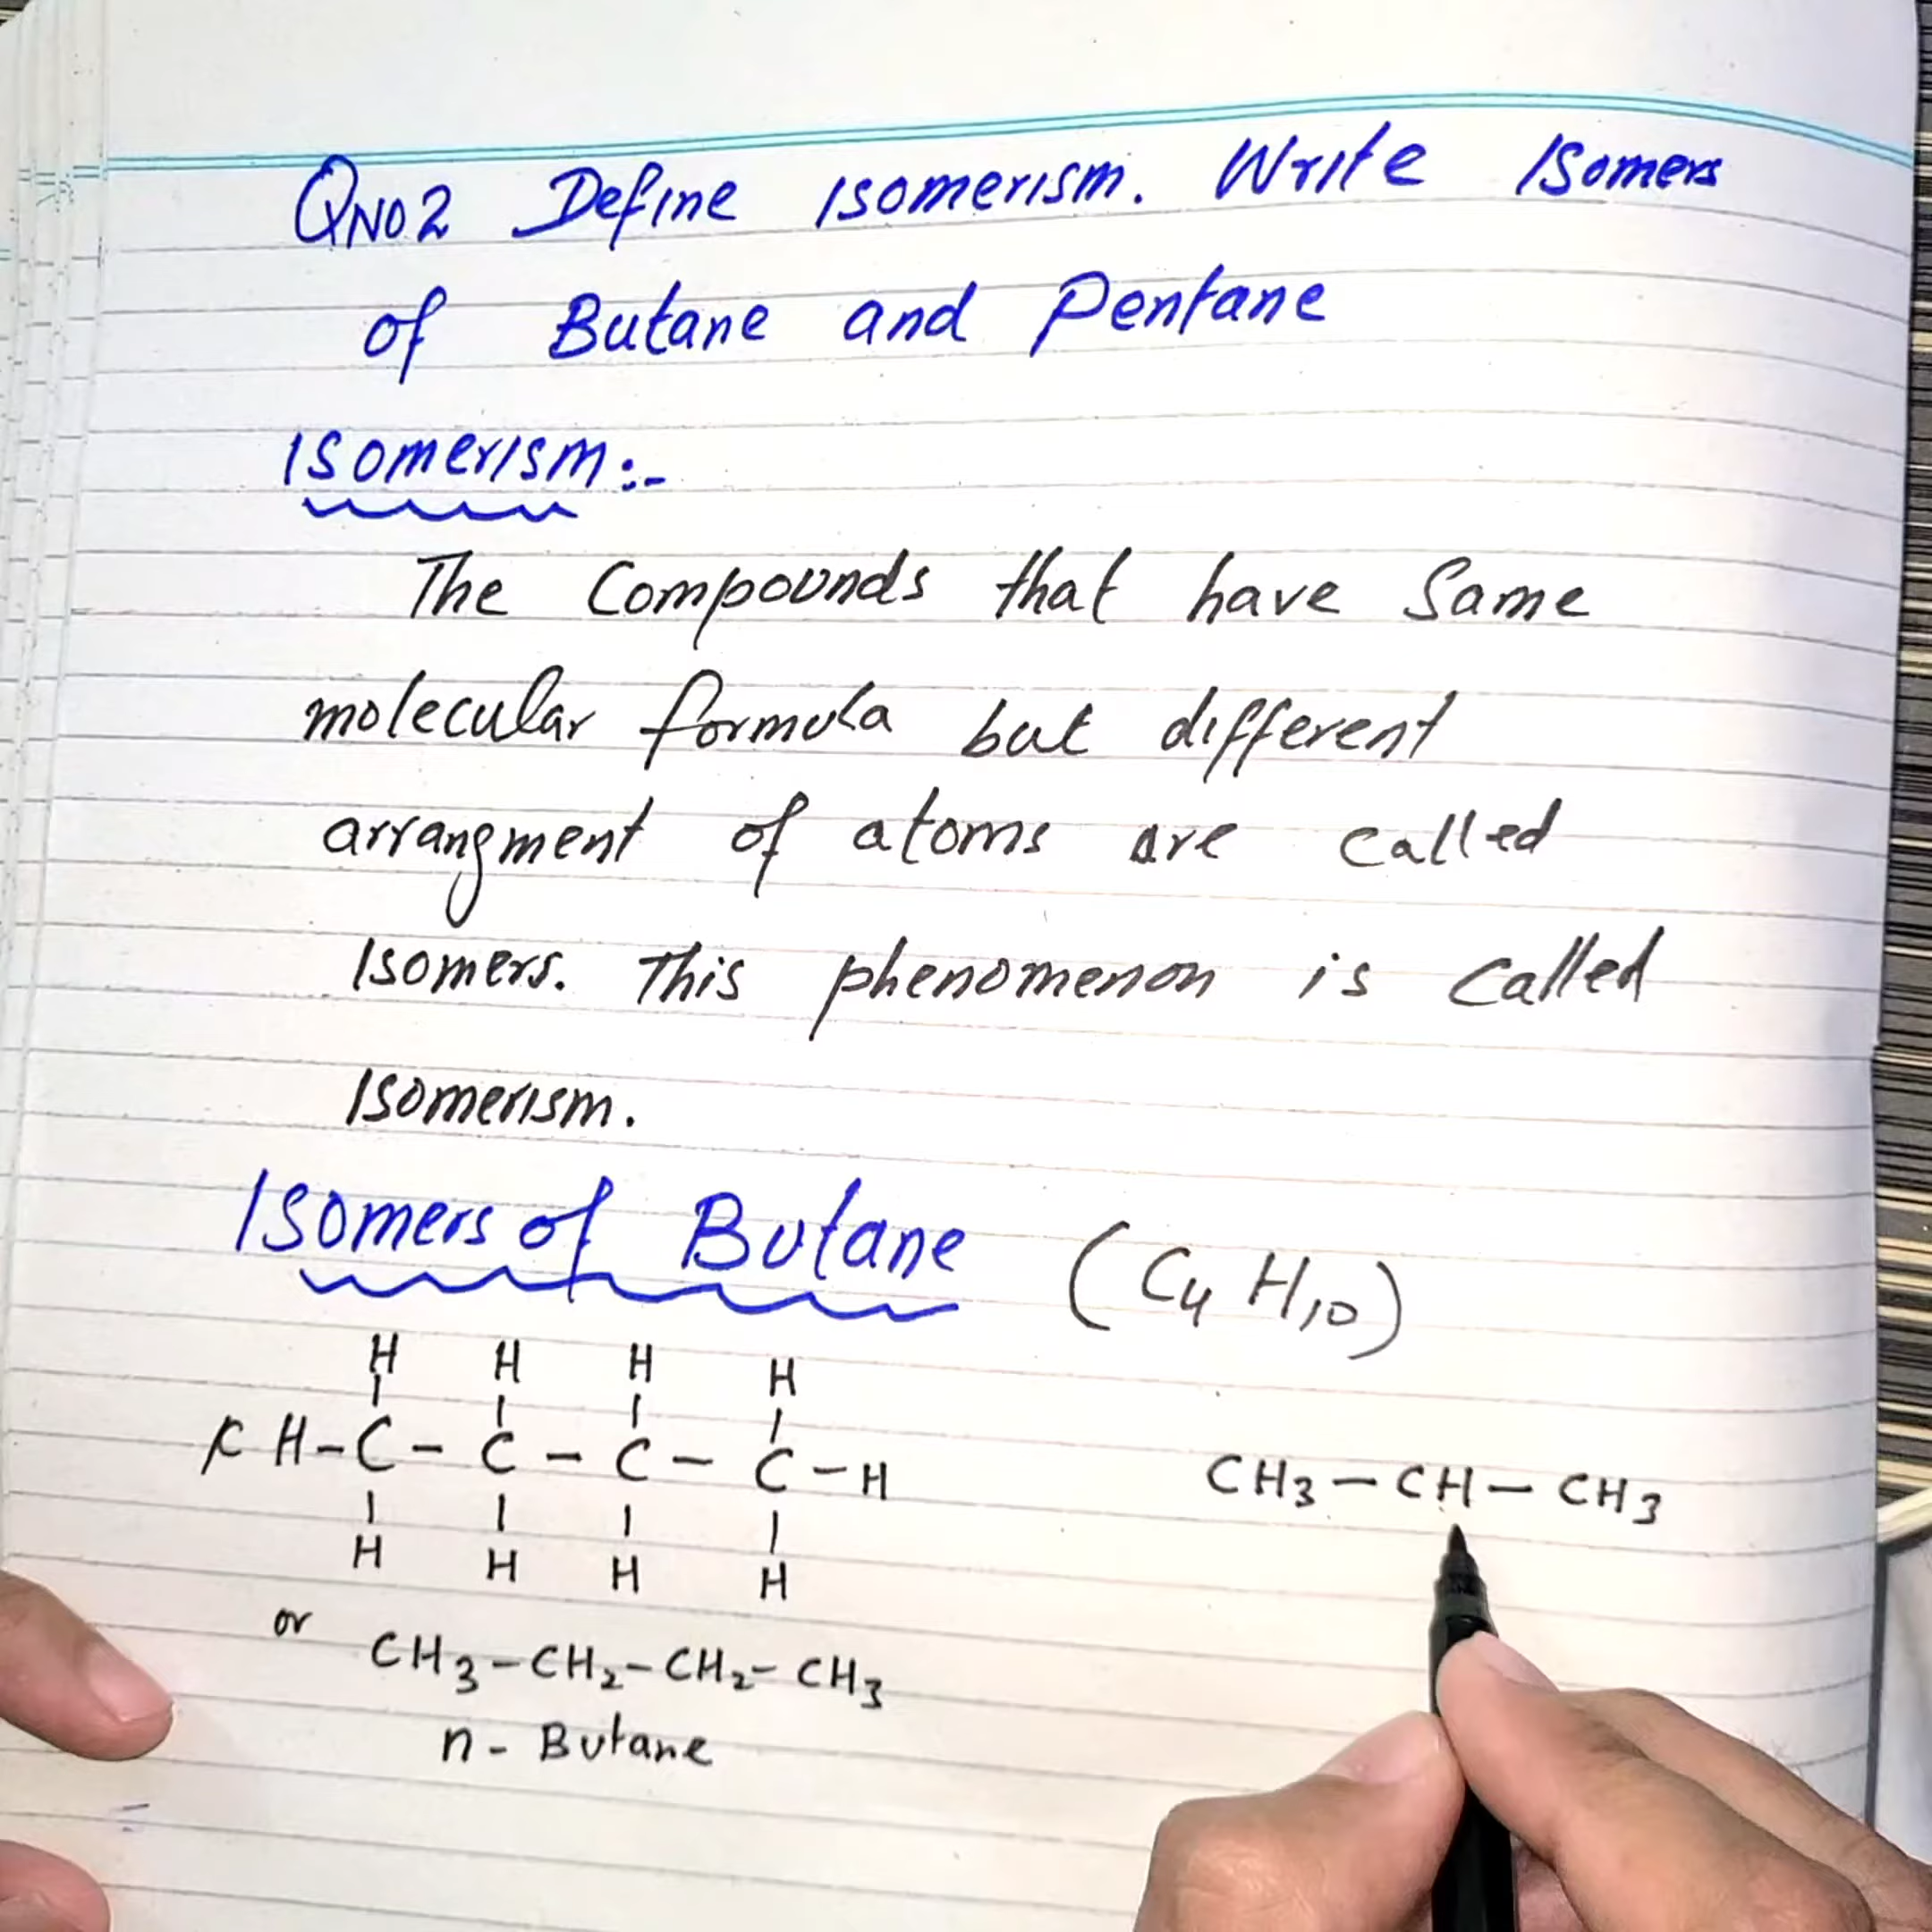 QNO2 Define isomerism. Write Isomers
of Butane and Pentane
Isomerism:-
The Compounds that have Same
molecular formula but different
arrangment of atoms are called
Isomers. This phenomenon is called
Isomerism.
Isomers of Butane (C4 H10)
H H H H
H-C-C-C-C-H
H H H H
CH3-CH-CH3
or CH3-CH2-CH2-CH3
n-Butane